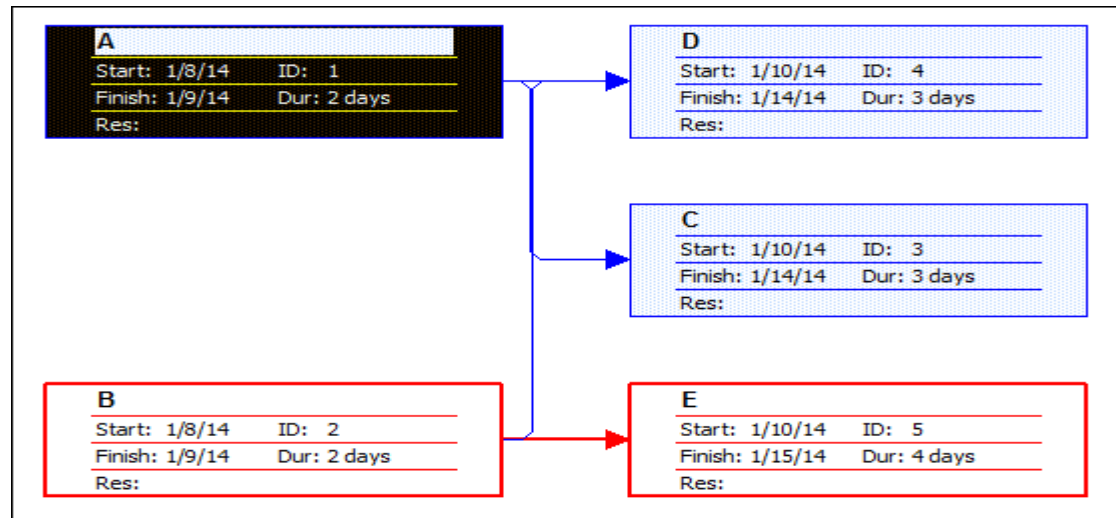 A
Start: 1/8/14 ID: 1
Finish: 1/9/14 Dur: 2 days
Res:
D
Start: 1/10/14 ID: 4
Finish: 1/14/14 Dur: 3 days
Res:
C
Start: 1/10/14 ID: 3
Finish: 1/14/14 Dur: 3 days
Res:
B
Start: 1/8/14 ID: 2
Finish: 1/9/14 Dur: 2 days
Res:
E
Start: 1/10/14 ID: 5
Finish: 1/15/14 Dur: 4 days
Res: